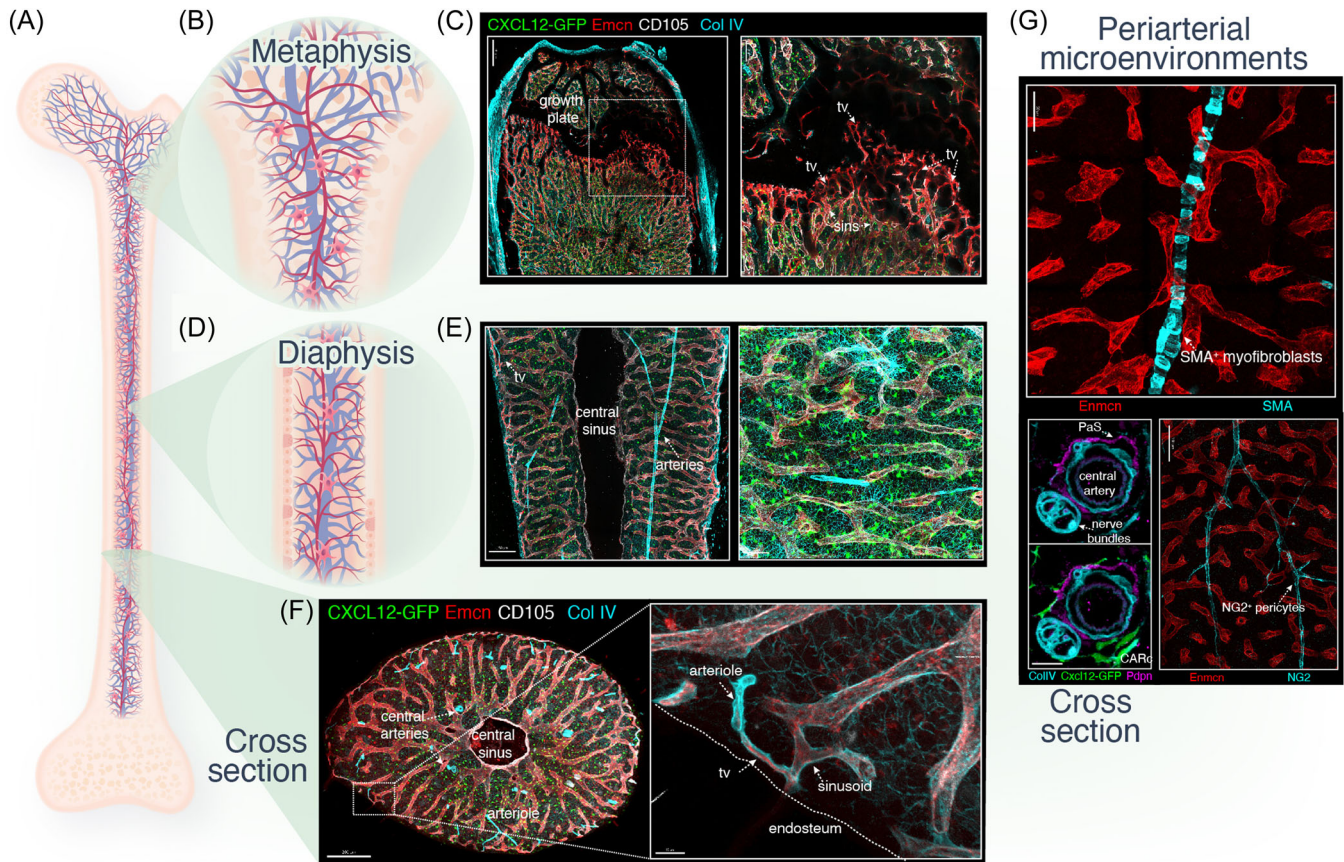 (A)
(B)
Metaphysis
(C)
CXCL12-GFP Emcn CD105 Col IV
growth
plate
tv
tv
tv
sins
(D)
Diaphysis
(E)
tv
central
sinus
arteries
(F)
CXCL12-GFP Emcn CD105 Col IV
Cross
section
central
arteries
central
sinus
arteriole
arteriole
tv
sinusoid
endosteum
(G)
Periarterial
microenvironments
SMA+ myofibroblasts
Enmcn SMA
PaS
central
artery
nerve
bundles
CARc
ColIV Cxcl12-GFP Pdpn
NG2+ pericytes
Enmcn NG2
Cross
section